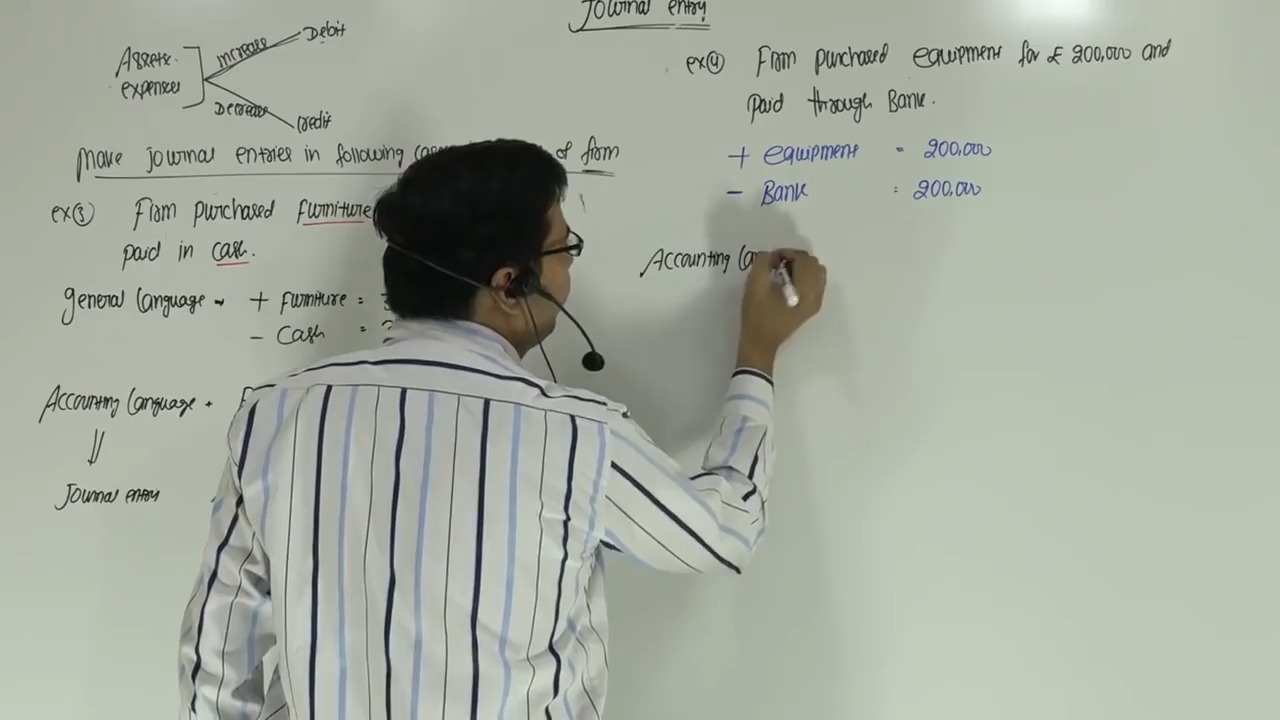 Journal entry
Assets.
expenses
increase
Debit
Decrease
credit
Make journal entries in following of firm
ex③ Firm purchased furniture
paid in cash.
General language - + Furniture =
- Cash =
Accounting Language -
Journal entry
ex④ Firm purchased equipment for £ 200,000 and
paid through Bank.
+ equipment = 200,000
- Bank = 200,000
Accounting